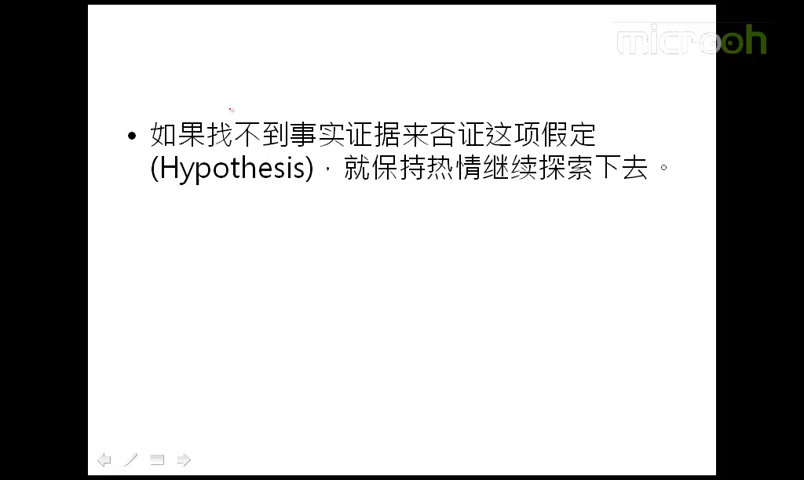 microoh
• 如果找不到事实证据来否证这项假定
(Hypothesis)，就保持热情继续探索下去。